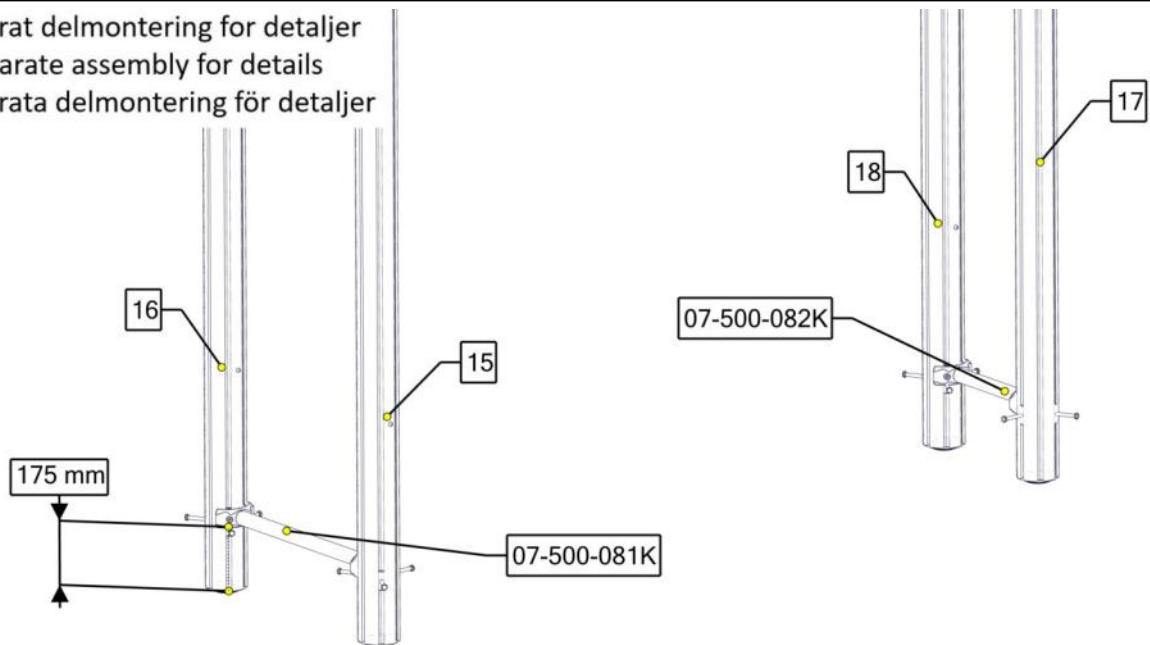 rat delmontering for detaljer
arate assembly for details
rata delmontering för detaljer
17
18
16
07-500-082K
15
175 mm
07-500-081K